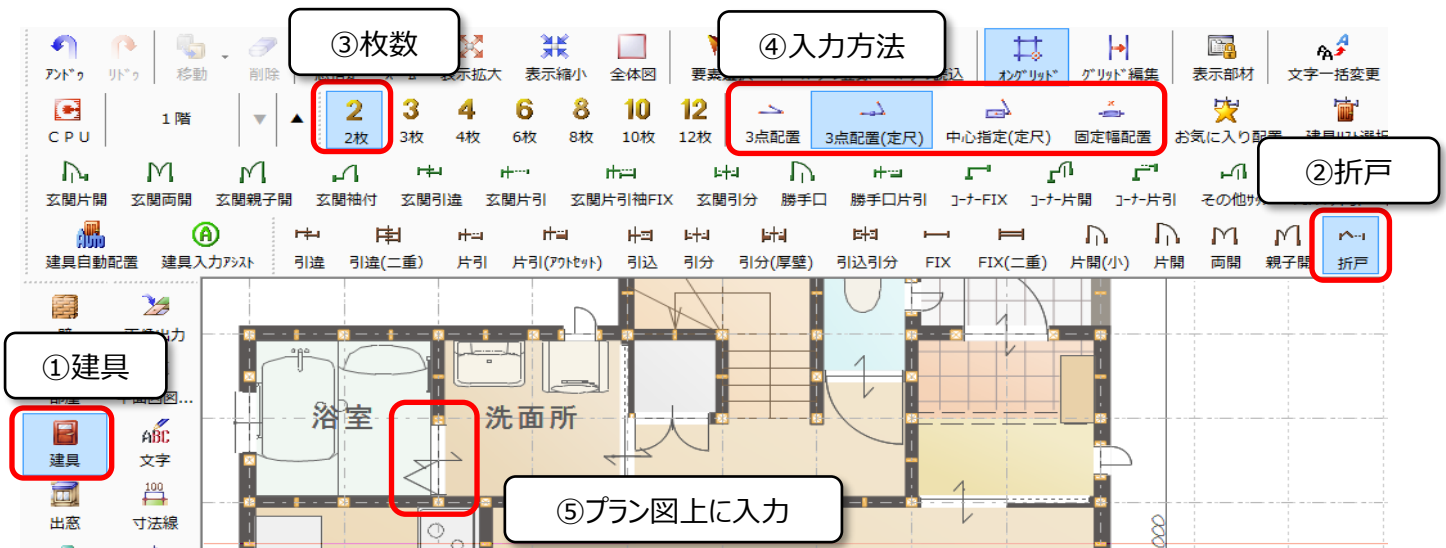 ③枚数
④入力方法
ｱﾝﾄﾞｩ ﾘﾄﾞｩ 移動 削除 表示拡大 表示縮小 全体図 ｵﾝｸﾞﾘｯﾄﾞ ｸﾞﾘｯﾄﾞ編集 表示部材 文字一括変更
CPU 1階 2 3 4 6 8 10 12
2枚 3枚 4枚 6枚 8枚 10枚 12枚 3点配置 3点配置(定尺) 中心指定(定尺) 固定幅配置 お気に入り配置
②折戸
玄関片開 玄関両開 玄関親子開 玄関袖付 玄関引違 玄関片引 玄関片引袖FIX 玄関引分 勝手口 勝手口片引 ｺｰﾅｰFIX ｺｰﾅｰ片開 ｺｰﾅｰ片引
Auto A
建具自動配置 建具入力ｱｼｽﾄ 引違 引違(二重) 片引 片引(ｱｳﾄｾｯﾄ) 引込 引分 引分(厚壁) 引込引分 FIX FIX(二重) 片開(小) 片開 両開 親子開 折戸
①建具
浴室 洗面所
ABC
建具 文字
100
出窓 寸法線
⑤プラン図上に入力